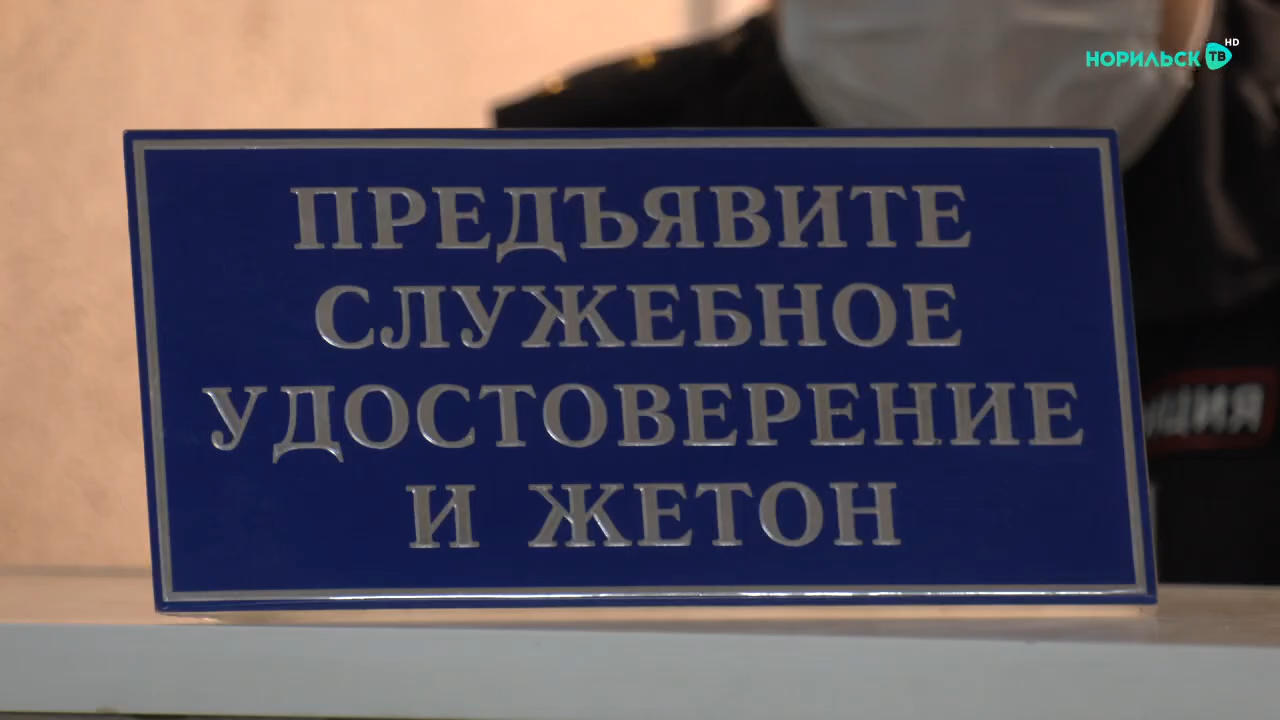 НОРИЛЬСК ТВ HD
ПРЕДЪЯВИТЕ
СЛУЖЕБНОЕ
УДОСТОВЕРЕНИЕ
И ЖЕТОН